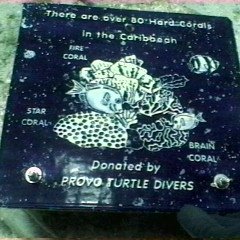 There are over 80 Hard Corals
in the Caribbean
FIRE
CORAL
STAR
CORAL
BRAIN
CORAL
Donated by
PROVO TURTLE DIVERS